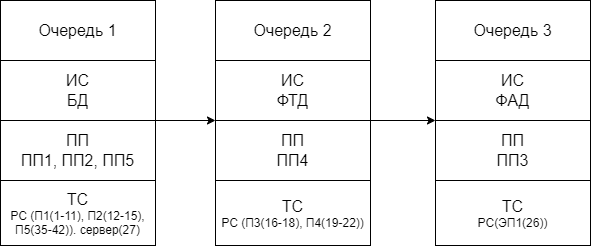 Очередь 1
ИС
БД
ПП
ПП1, ПП2, ПП5
ТС
РС (П1(1-11), П2(12-15),
П5(35-42)). сервер(27)
Очередь 2
ИС
ФТД
ПП
ПП4
ТС
РС (П3(16-18), П4(19-22))
Очередь 3
ИС
ФАД
ПП
ПП3
ТС
РС(ЭП1(26))